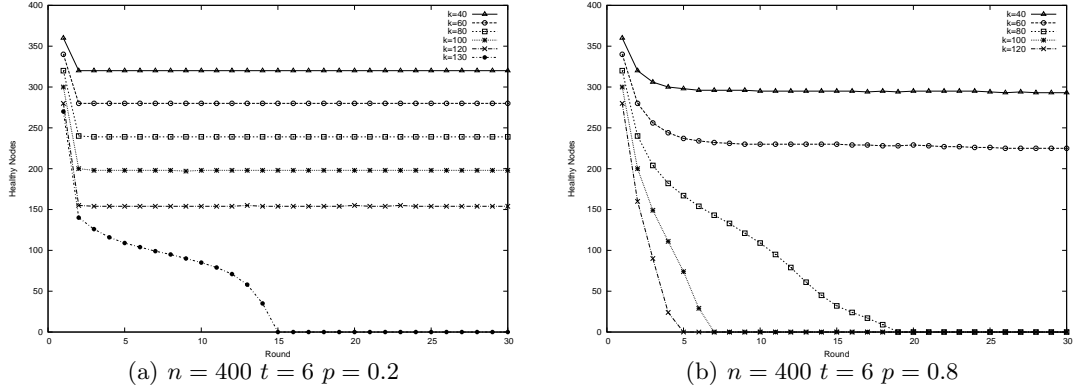 400
350
300
250
200
150
100
50
0
Healthy Nodes
0 5 10 15 20 25 30
Round
k=40
k=60
k=80
k=100
k=120
k=130
(a) n = 400 t = 6 p = 0.2
400
350
300
250
200
150
100
50
0
Healthy Nodes
0 5 10 15 20 25 30
Round
k=40
k=60
k=80
k=100
k=120
(b) n = 400 t = 6 p = 0.8